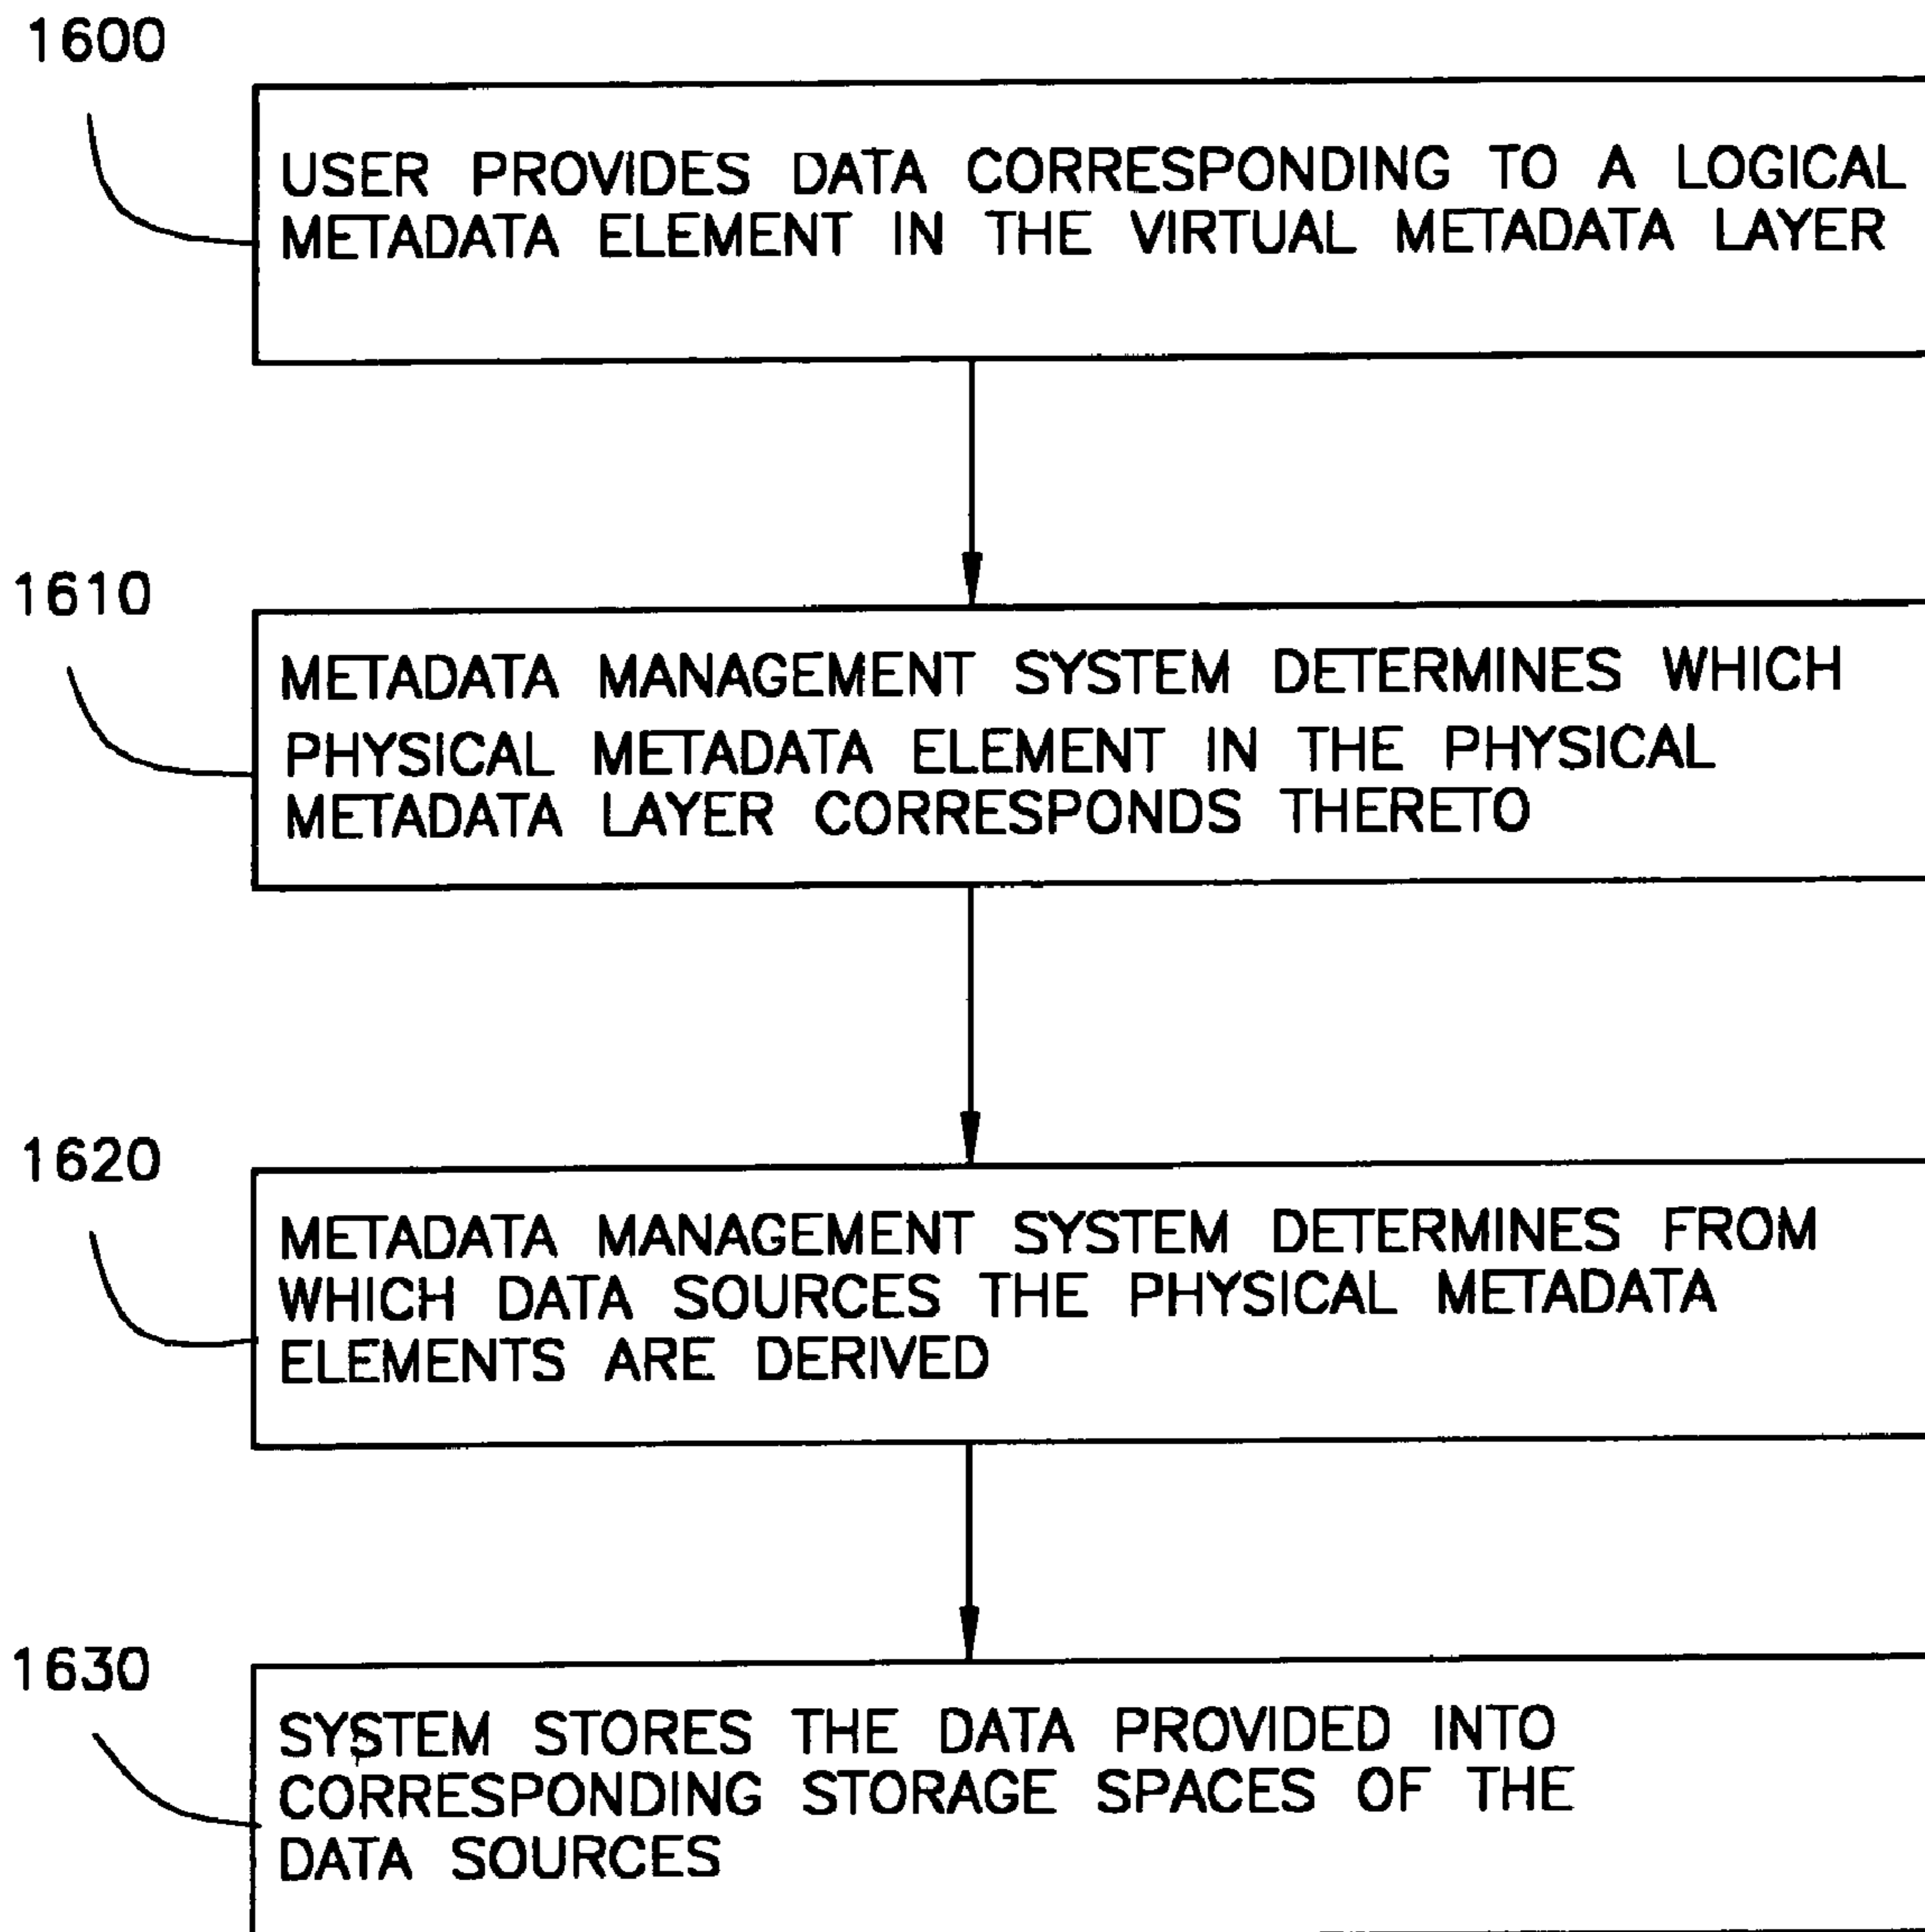 1600
USER PROVIDES DATA CORRESPONDING TO A LOGICAL
METADATA ELEMENT IN THE VIRTUAL METADATA LAYER
1610
METADATA MANAGEMENT SYSTEM DETERMINES WHICH
PHYSICAL METADATA ELEMENT IN THE PHYSICAL
METADATA LAYER CORRESPONDS THERETO
1620
METADATA MANAGEMENT SYSTEM DETERMINES FROM
WHICH DATA SOURCES THE PHYSICAL METADATA
ELEMENTS ARE DERIVED
1630
SYSTEM STORES THE DATA PROVIDED INTO
CORRESPONDING STORAGE SPACES OF THE
DATA SOURCES